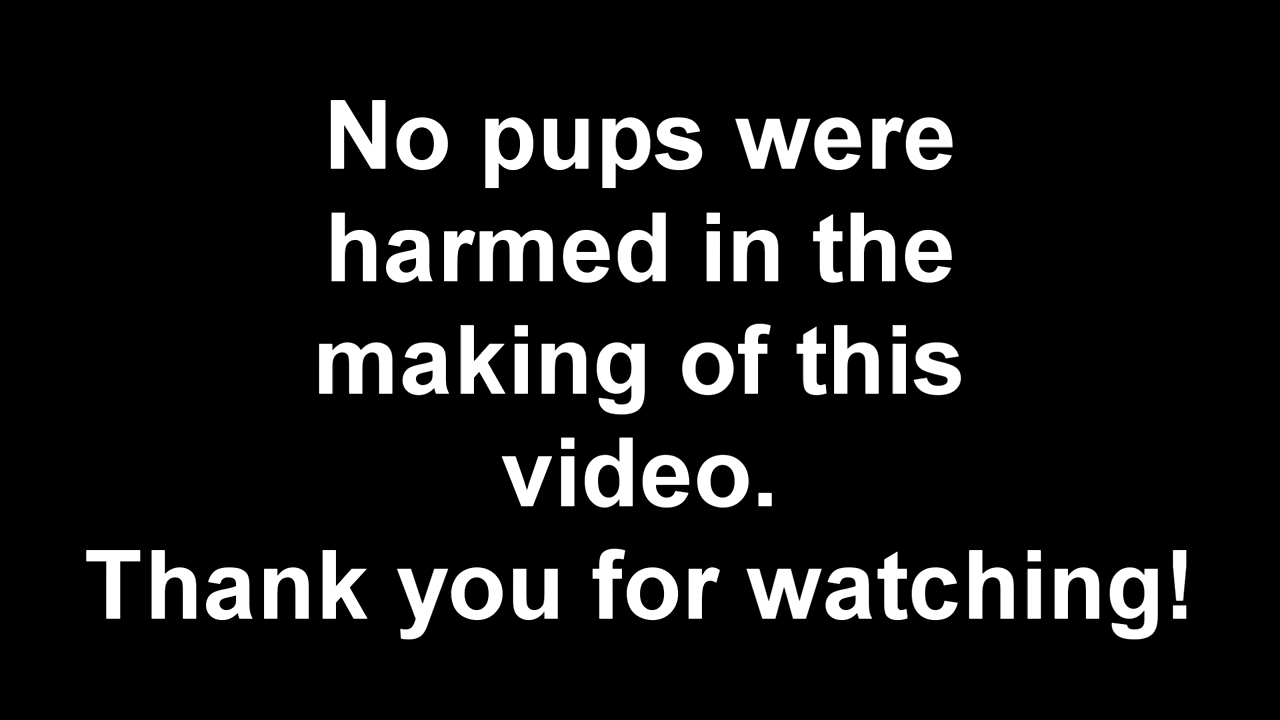 No pups were
harmed in the
making of this
video.
Thank you for watching!